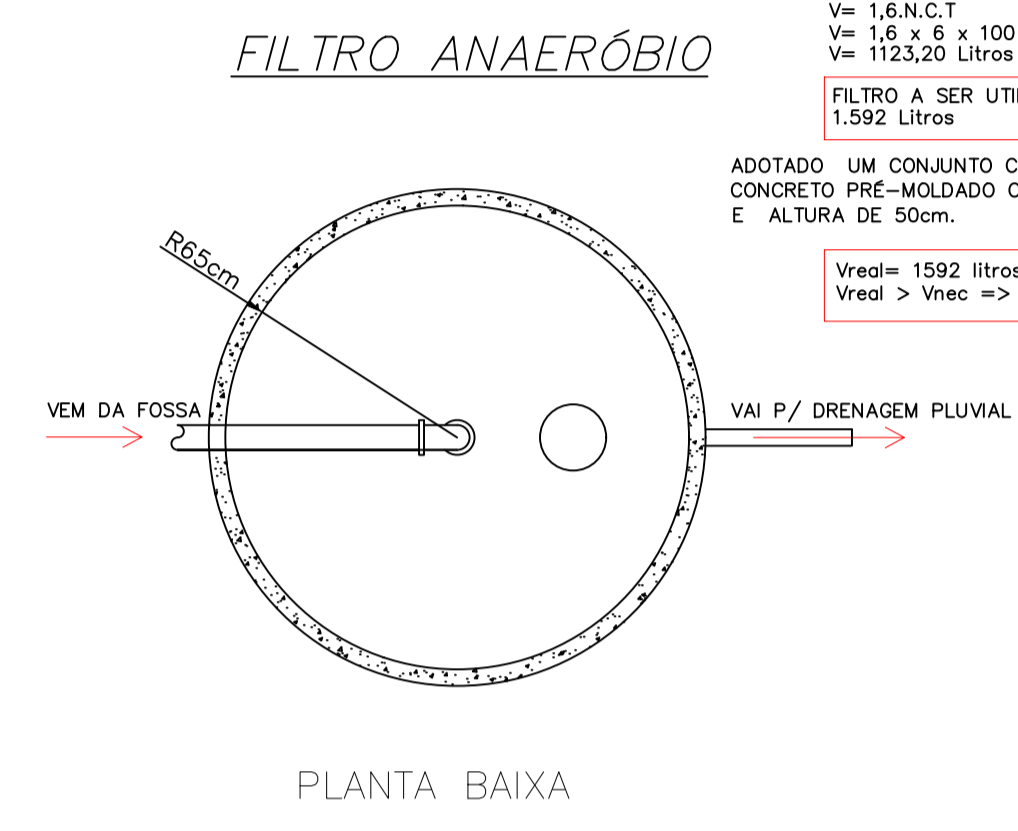 FILTRO ANAERÓBIO
V= 1,6.N.C.T
V= 1,6 x 6 x 100
V= 1123,20 Litros
FILTRO A SER
1.592 Litros
ADOTADO UM CONJUNTO
CONCRETO PRÉ-MOLDADO
E ALTURA DE 50cm.
Vreal= 1592 litros
Vreal > Vnec =>
R65cm
VEM DA FOSSA
VAI P/ DRENAGEM PLUVIAL
PLANTA BAIXA